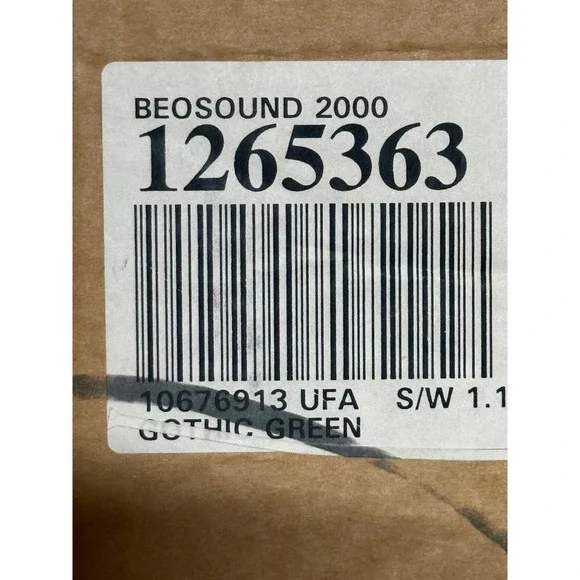 BEOSOUND 2000
1265363
10676913 UFA S/W 1.1
GOTHIC GREEN